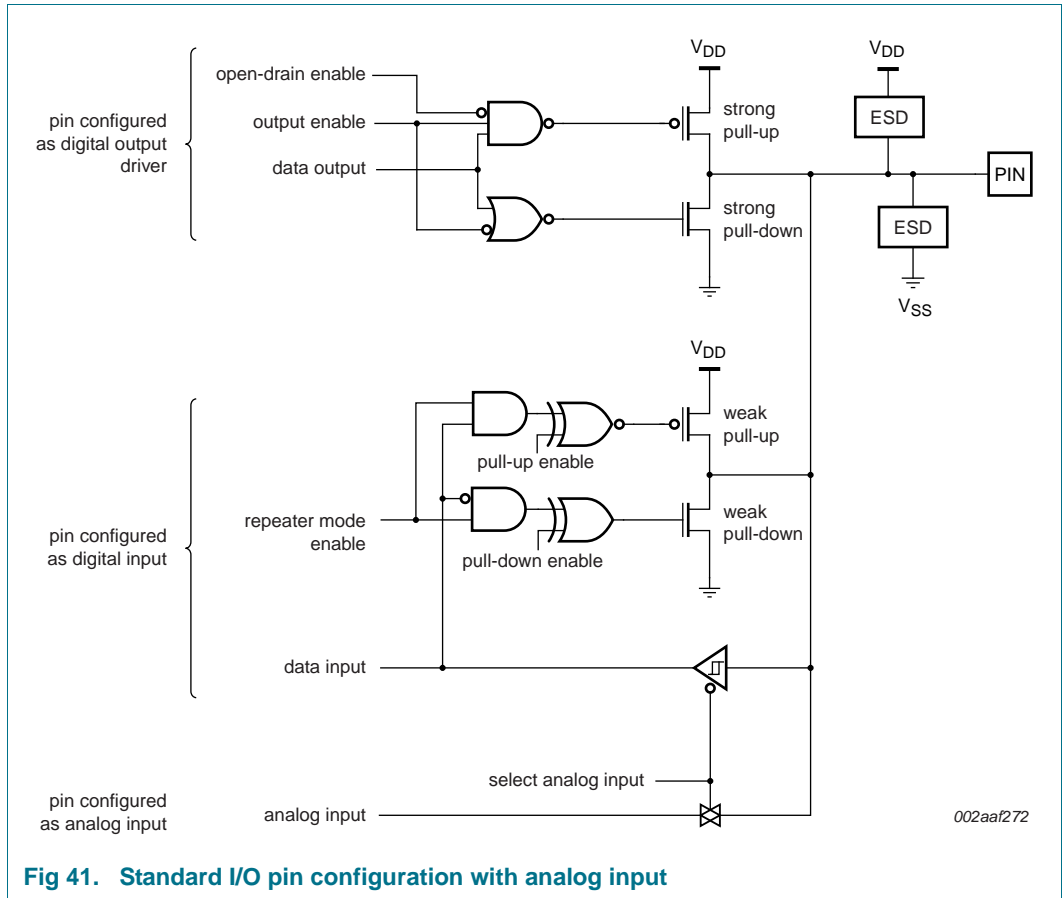 open-drain enable
output enable
data output
pin configured
as digital output
driver
VDD
strong
pull-up
strong
pull-down
VDD
ESD
PIN
ESD
VSS
VDD
weak
pull-up
pull-up enable
repeater mode
enable
pull-down enable
weak
pull-down
pin configured
as digital input
data input
select analog input
pin configured
as analog input
analog input
002aaf272
Fig 41. Standard I/O pin configuration with analog input